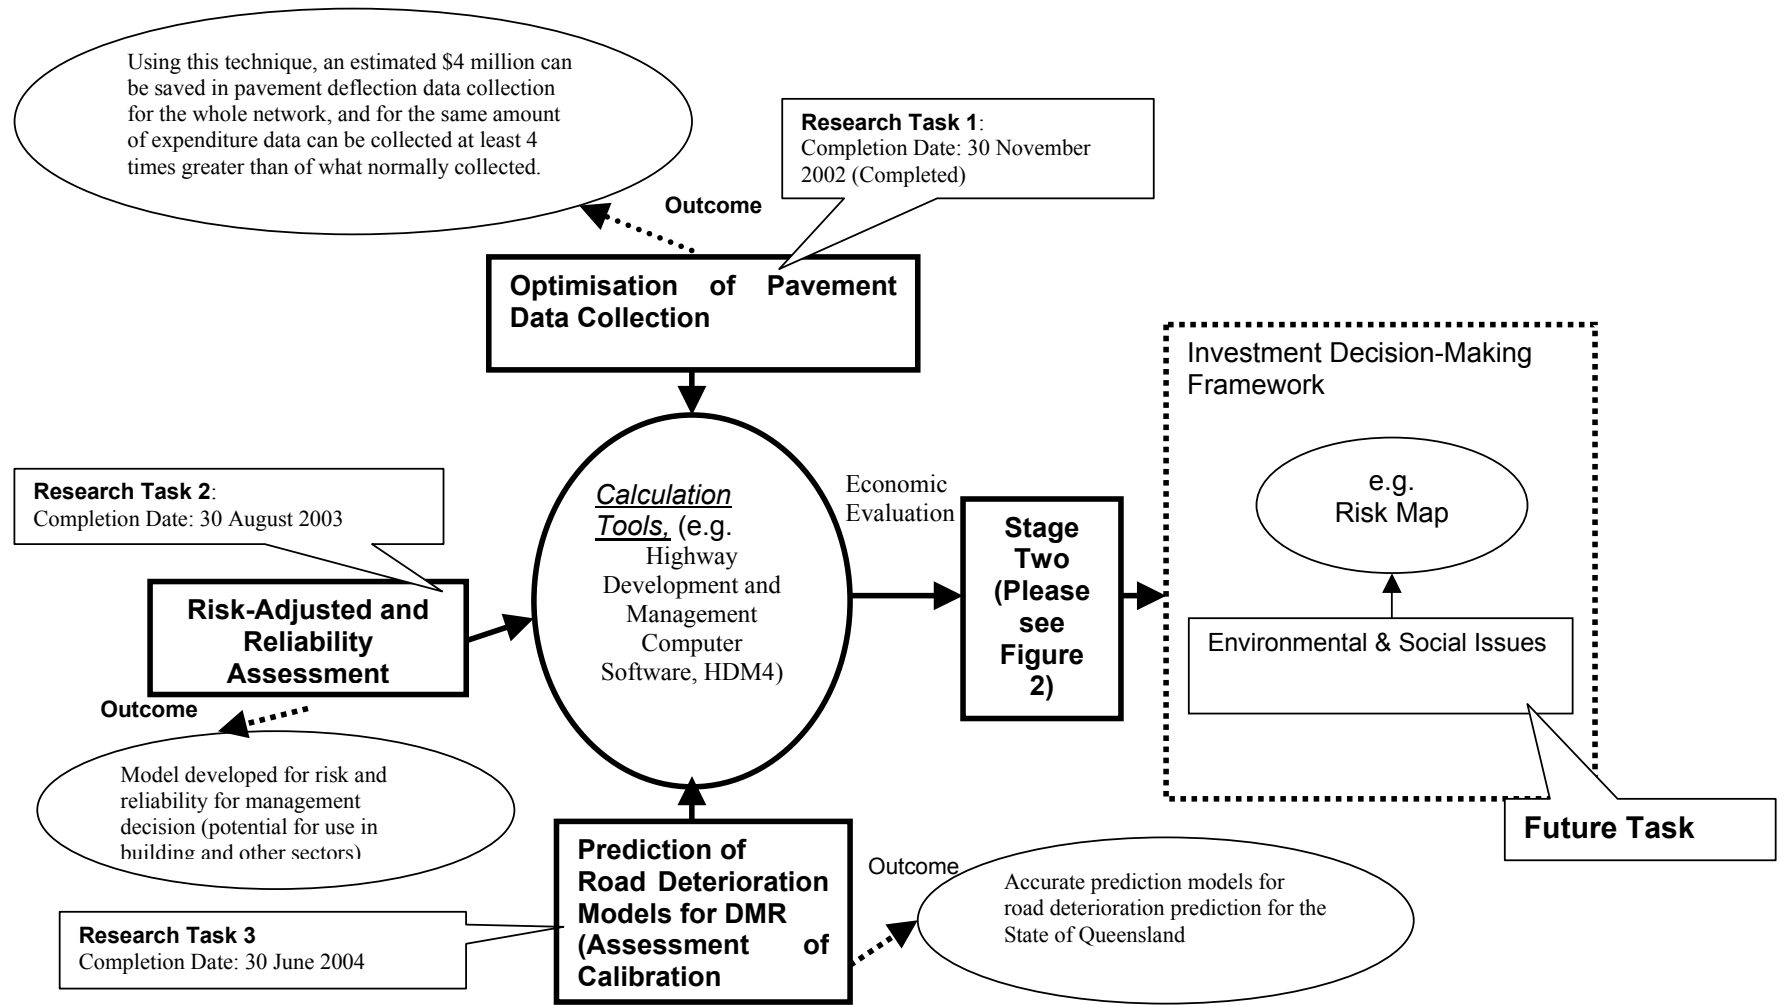 Using this technique, an estimated $4 million can
be saved in pavement deflection data collection
for the whole network, and for the same amount
of expenditure data can be collected at least 4
times greater than of what normally collected.
Research Task 1:
Completion Date: 30 November
2002 (Completed)
Outcome
Optimisation of Pavement
Data Collection
Investment Decision-Making
Framework
e.g.
Risk Map
Environmental & Social Issues
Future Task
Research Task 2:
Completion Date: 30 August 2003
Calculation
Tools, (e.g.
Highway
Development and
Management
Computer
Software, HDM4)
Economic
Evaluation
Stage
Two
(Please
see
Figure
2)
Risk-Adjusted and
Reliability
Assessment
Outcome
Model developed for risk and
reliability for management
decision (potential for use in
building and other sectors)
Prediction of
Road Deterioration
Models for DMR
(Assessment of
Calibration
Outcome
Accurate prediction models for
road deterioration prediction for the
State of Queensland
Research Task 3
Completion Date: 30 June 2004